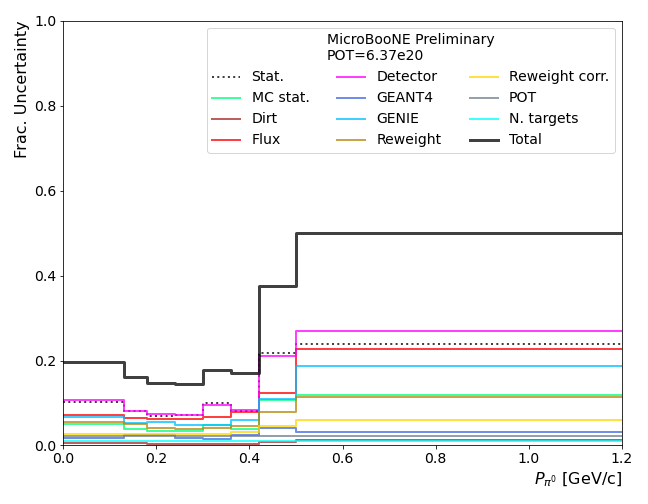 1.0
0.8
0.6
0.4
0.2
0.0
Frac. Uncertainty
MicroBooNE Preliminary
POT=6.37e20
Stat.
MC stat.
Dirt
Flux
Detector
GEANT4
GENIE
Reweight
Reweight corr.
POT
N. targets
Total
0.0 0.2 0.4 0.6 0.8 1.0 1.2
P_{π^0} [GeV/c]